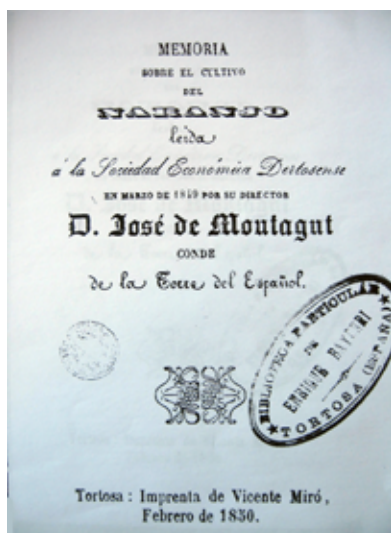 MEMORIA
SOBRE EL CULTIVO
DEL
NARANJO
leida
á la Sociedad Económica Dertosense
EN MARZO DE 1849 POR SU DIRECTOR
D. José de Montagut
CONDE
de la Torre del Español.
BIBLIOTECA PARTICULAR
ENRIQUE BAYERRI
TORTOSA (ESPAÑA)
Tortosa: Imprenta de Vicente Miró,
Febrero de 1850.